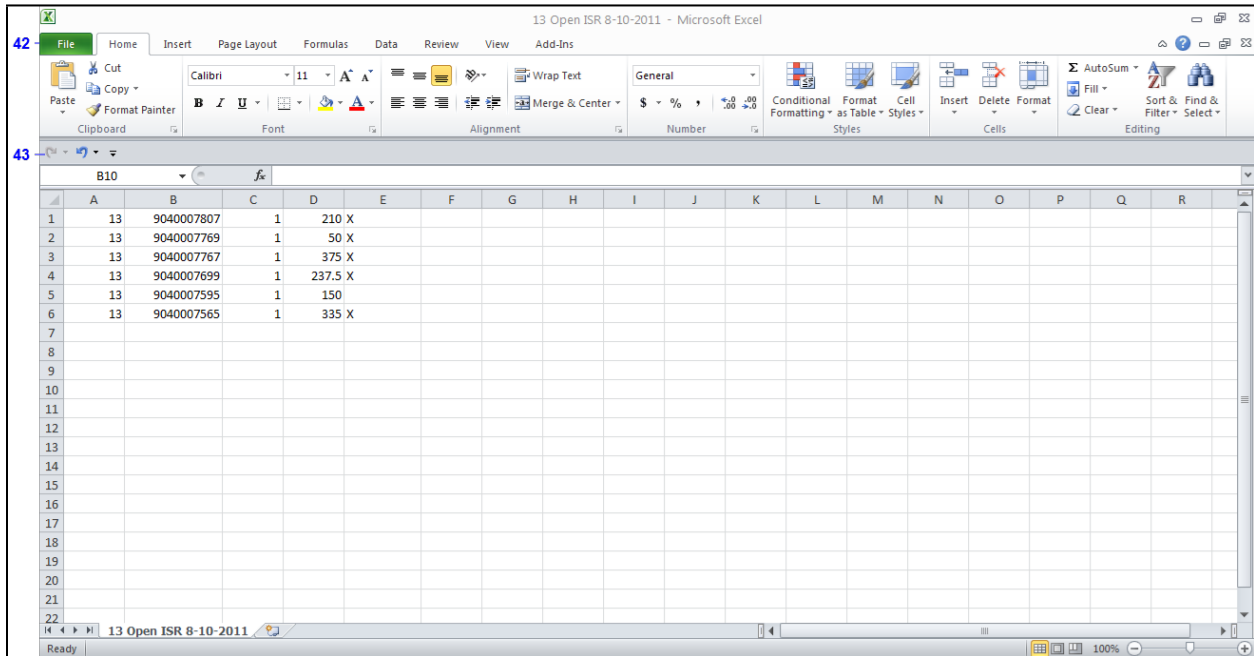 13 Open ISR 8-10-2011 - Microsoft Excel
42 File Home Insert Page Layout Formulas Data Review View Add-Ins
Cut Calibri 11 Wrap Text General Σ AutoSum
Copy Fill
Paste Format Painter B I U A Merge & Center $ % , .00 .0 Conditional Formatting Format as Table Cell Styles Insert Delete Format Clear Sort & Filter Find & Select
Clipboard Font Alignment Number Styles Cells Editing
43
B10 fx
A B C D E F G H I J K L M N O P Q R
1 13 9040007807 1 210 X
2 13 9040007769 1 50 X
3 13 9040007767 1 375 X
4 13 9040007699 1 237.5 X
5 13 9040007595 1 150
6 13 9040007565 1 335 X
7
8
9
10
11
12
13
14
15
16
17
18
19
20
21
22
13 Open ISR 8-10-2011
Ready 100%